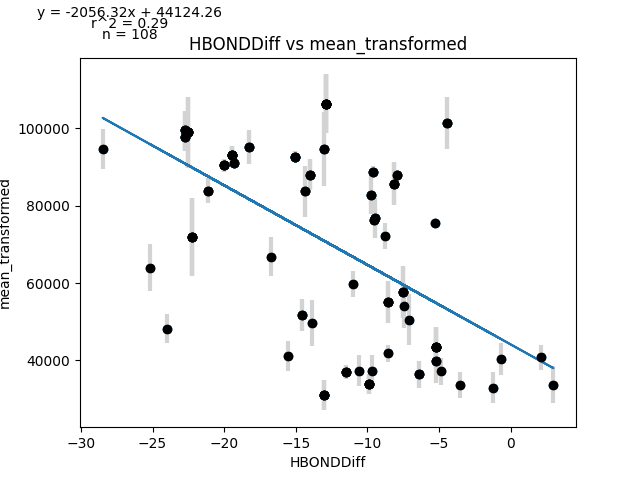 y = -2056.32x + 44124.26
r^2 = 0.29
n = 108
HBONDDiff vs mean_transformed
mean_transformed
100000
80000
60000
40000
−30
−25
−20
−15
−10
−5
0
HBONDDiff